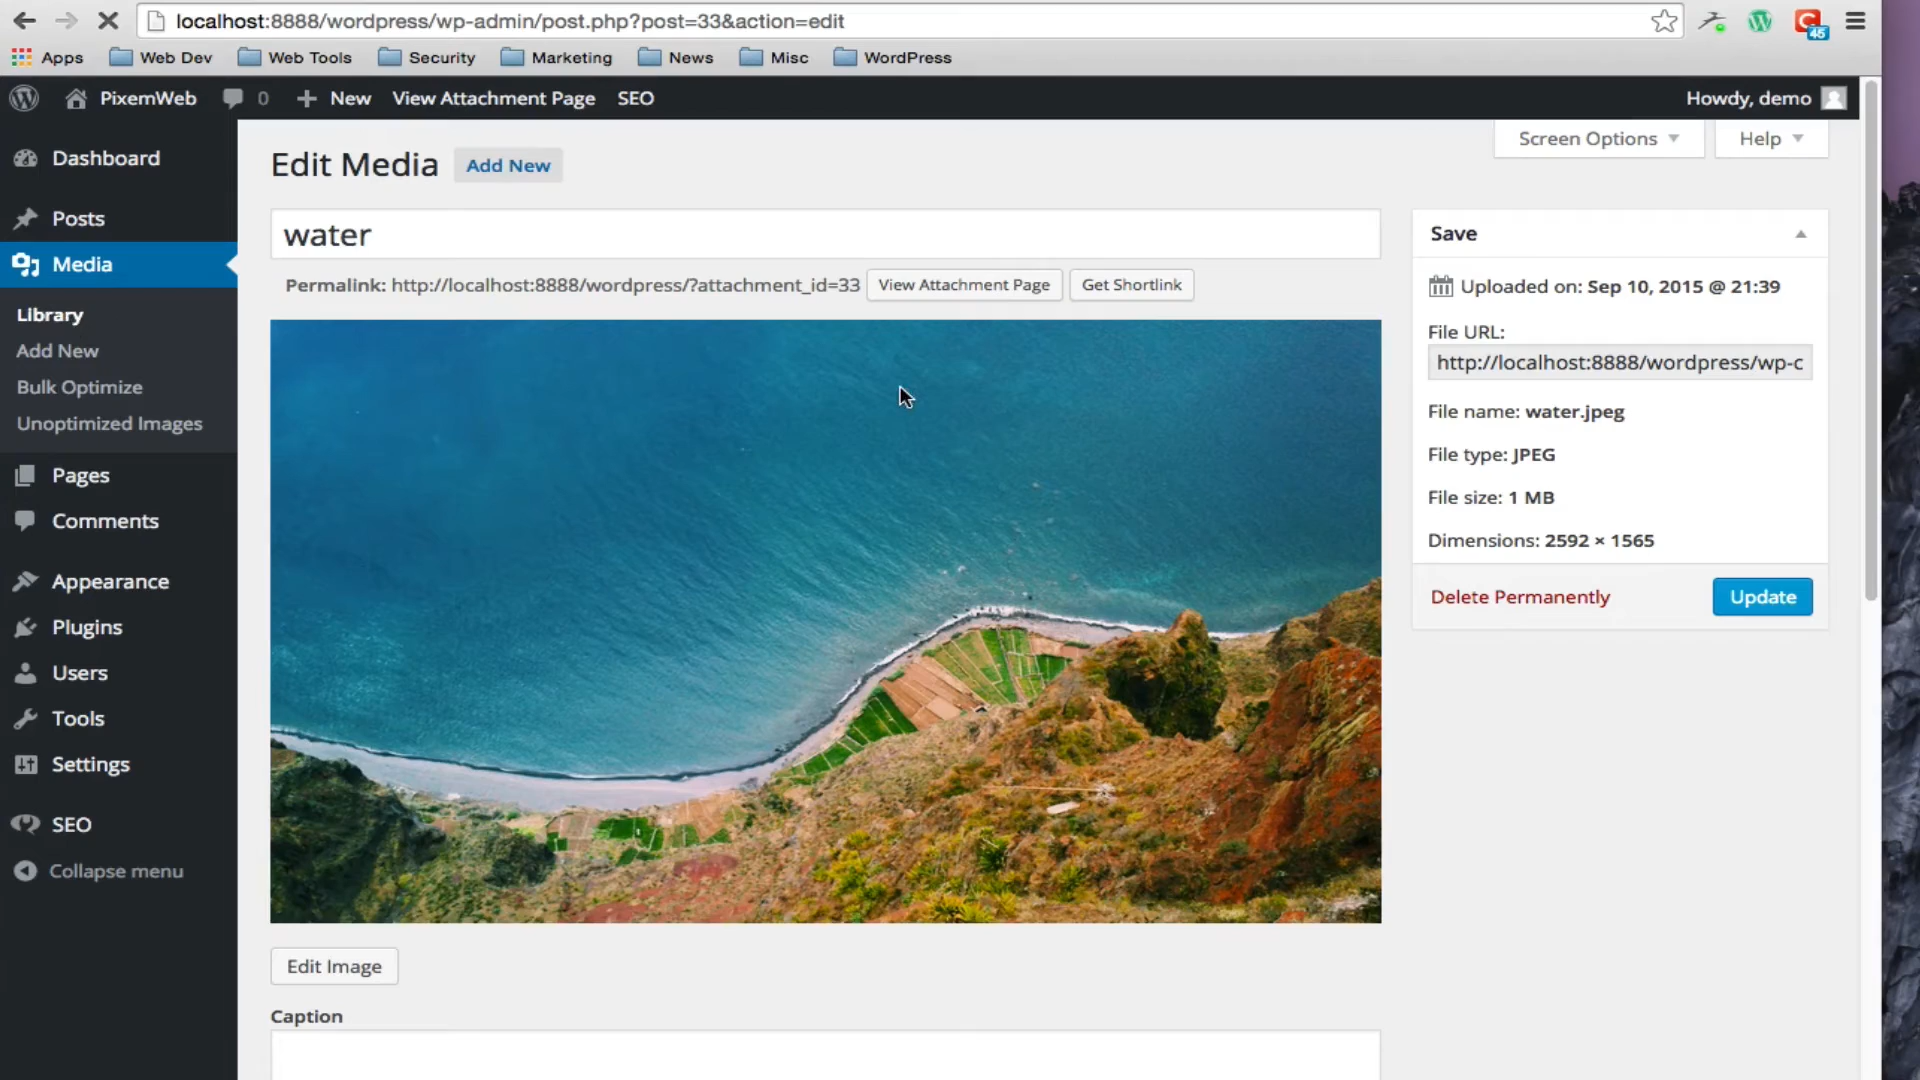 localhost:8888/wordpress/wp-admin/post.php?post=33&action=edit
45
Apps Web Dev Web Tools Security Marketing News Misc WordPress
PixemWeb 0 New View Attachment Page SEO Howdy, demo
Screen Options Help
Dashboard
Posts
Media
Library
Add New
Bulk Optimize
Unoptimized Images
Pages
Comments
Appearance
Plugins
Users
Tools
Settings
SEO
Collapse menu
Edit Media Add New
water
Permalink: http://localhost:8888/wordpress/?attachment_id=33 View Attachment Page Get Shortlink
Edit Image
Caption
Save
Uploaded on: Sep 10, 2015 @ 21:39
File URL:
http://localhost:8888/wordpress/wp-c
File name: water.jpeg
File type: JPEG
File size: 1 MB
Dimensions: 2592 × 1565
Delete Permanently Update